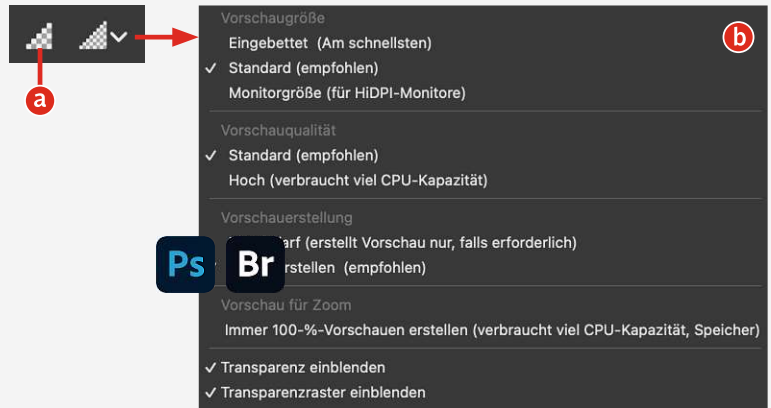 Vorschaugröße
Eingebettet (Am schnellsten)
Standard (empfohlen)
Monitorgröße (für HiDPI-Monitore)
Vorschauqualität
Standard (empfohlen)
Hoch (verbraucht viel CPU-Kapazität)
Vorschauerstellung
(erstellt Vorschau nur, falls erforderlich)
(empfohlen)
Vorschau für Zoom
Immer 100-%-Vorschauen erstellen (verbraucht viel CPU-Kapazität, Speicher)
Transparenz einblenden
Transparenzraster einblenden
a
b
Ps
Br